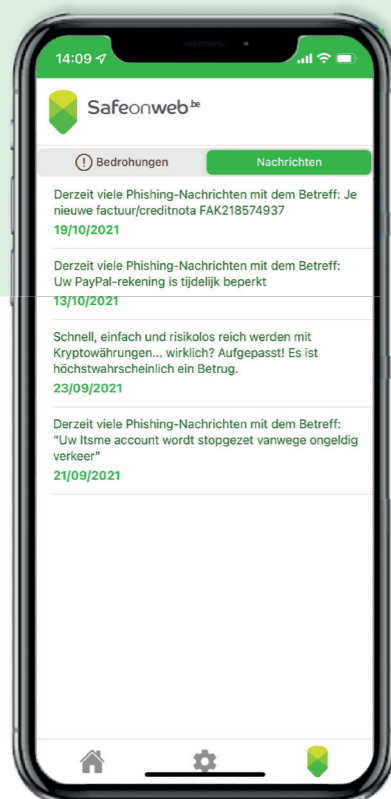 14:09
Safeonweb.be
Bedrohungen
Nachrichten
Derzeit viele Phishing-Nachrichten mit dem Betreff: Je
nieuwe factuur/creditnota FAK218574937
19/10/2021
Derzeit viele Phishing-Nachrichten mit dem Betreff:
Uw PayPal-rekening is tijdelijk beperkt
13/10/2021
Schnell, einfach und risikolos reich werden mit
Kryptowährungen... wirklich? Aufgepasst! Es ist
höchstwahrscheinlich ein Betrug.
23/09/2021
Derzeit viele Phishing-Nachrichten mit dem Betreff:
"Uw Itsme account wordt stopgezet vanwege ongeldig
verkeer"
21/09/2021